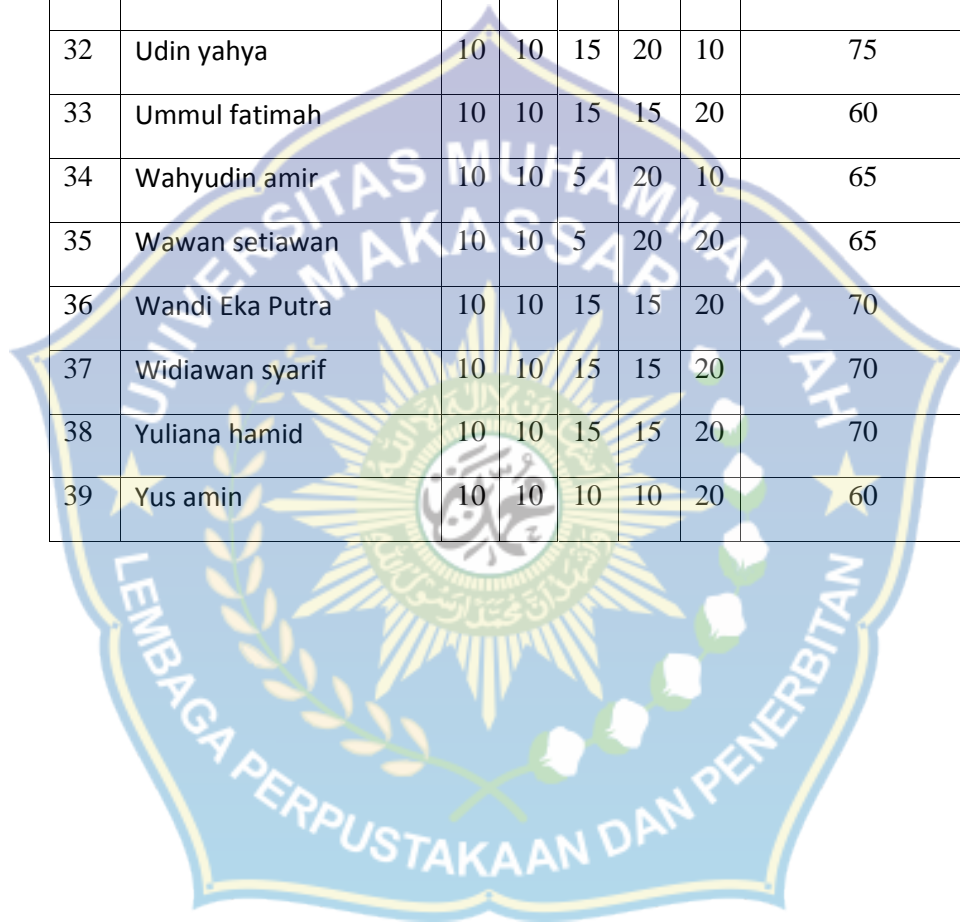 32 Udin yahya 10 10 15 20 10 75
33 Ummul fatimah 10 10 15 15 20 60
34 Wahyudin amir 10 10 5 20 10 65
35 Wawan setiawan 10 10 5 20 20 65
36 Wandi Eka Putra 10 10 15 15 20 70
37 Widiawan syarif 10 10 15 15 20 70
38 Yuliana hamid 10 10 15 15 20 70
39 Yus amin 10 10 10 10 20 60
UNIVERSITAS MUHAMMADIYAH
MAKASSAR
LEMBAGA PERPUSTAKAAN DAN PENERBITAN